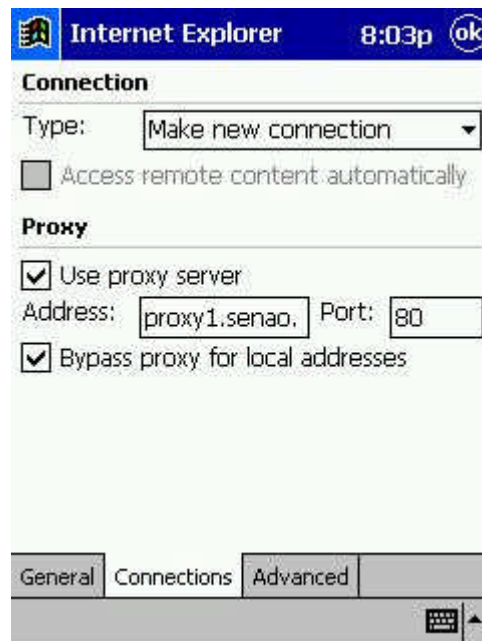 Internet Explorer 8:03p ok
Connection
Type: Make new connection
Access remote content automatically
Proxy
Use proxy server
Address: proxy1.senao. Port: 80
Bypass proxy for local addresses
General Connections Advanced